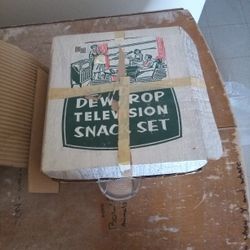 DEWDROP
TELEVISION
SNACK SET